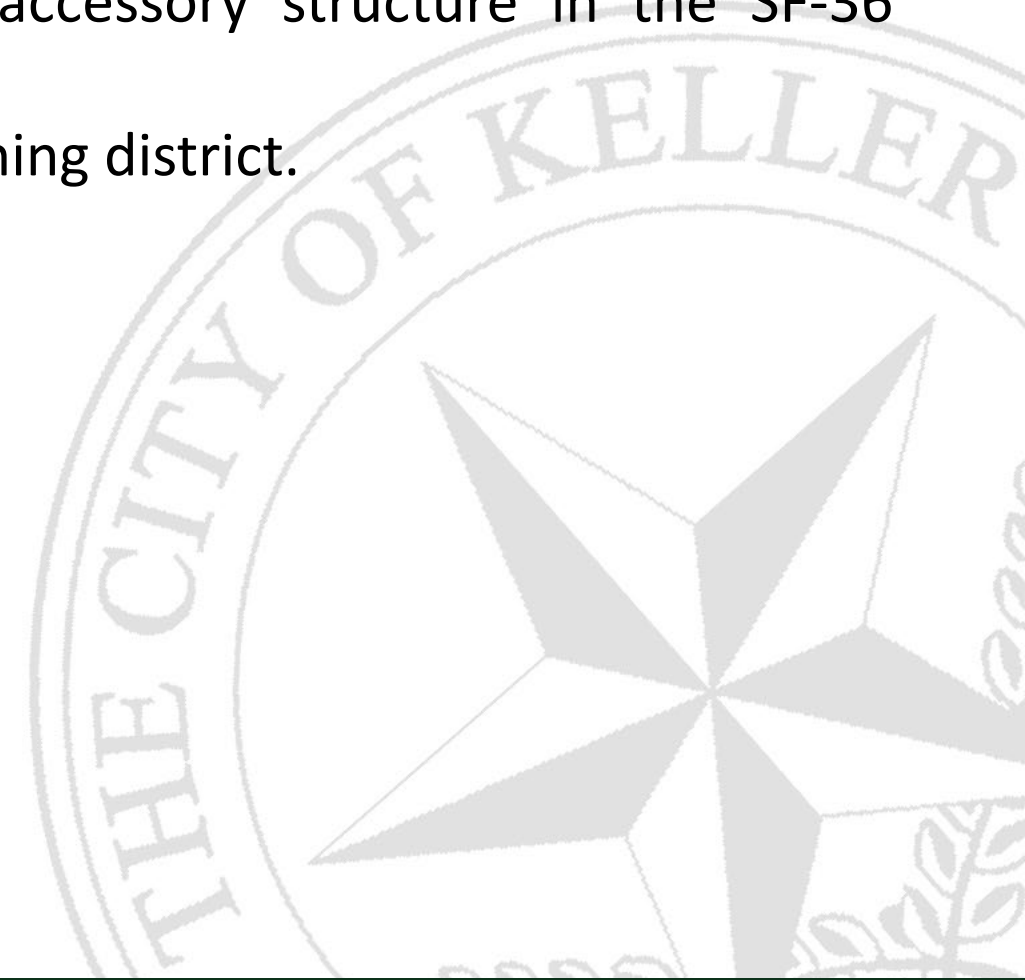 accessory structure in the SF-36
ning district.
THE CITY OF KELLER